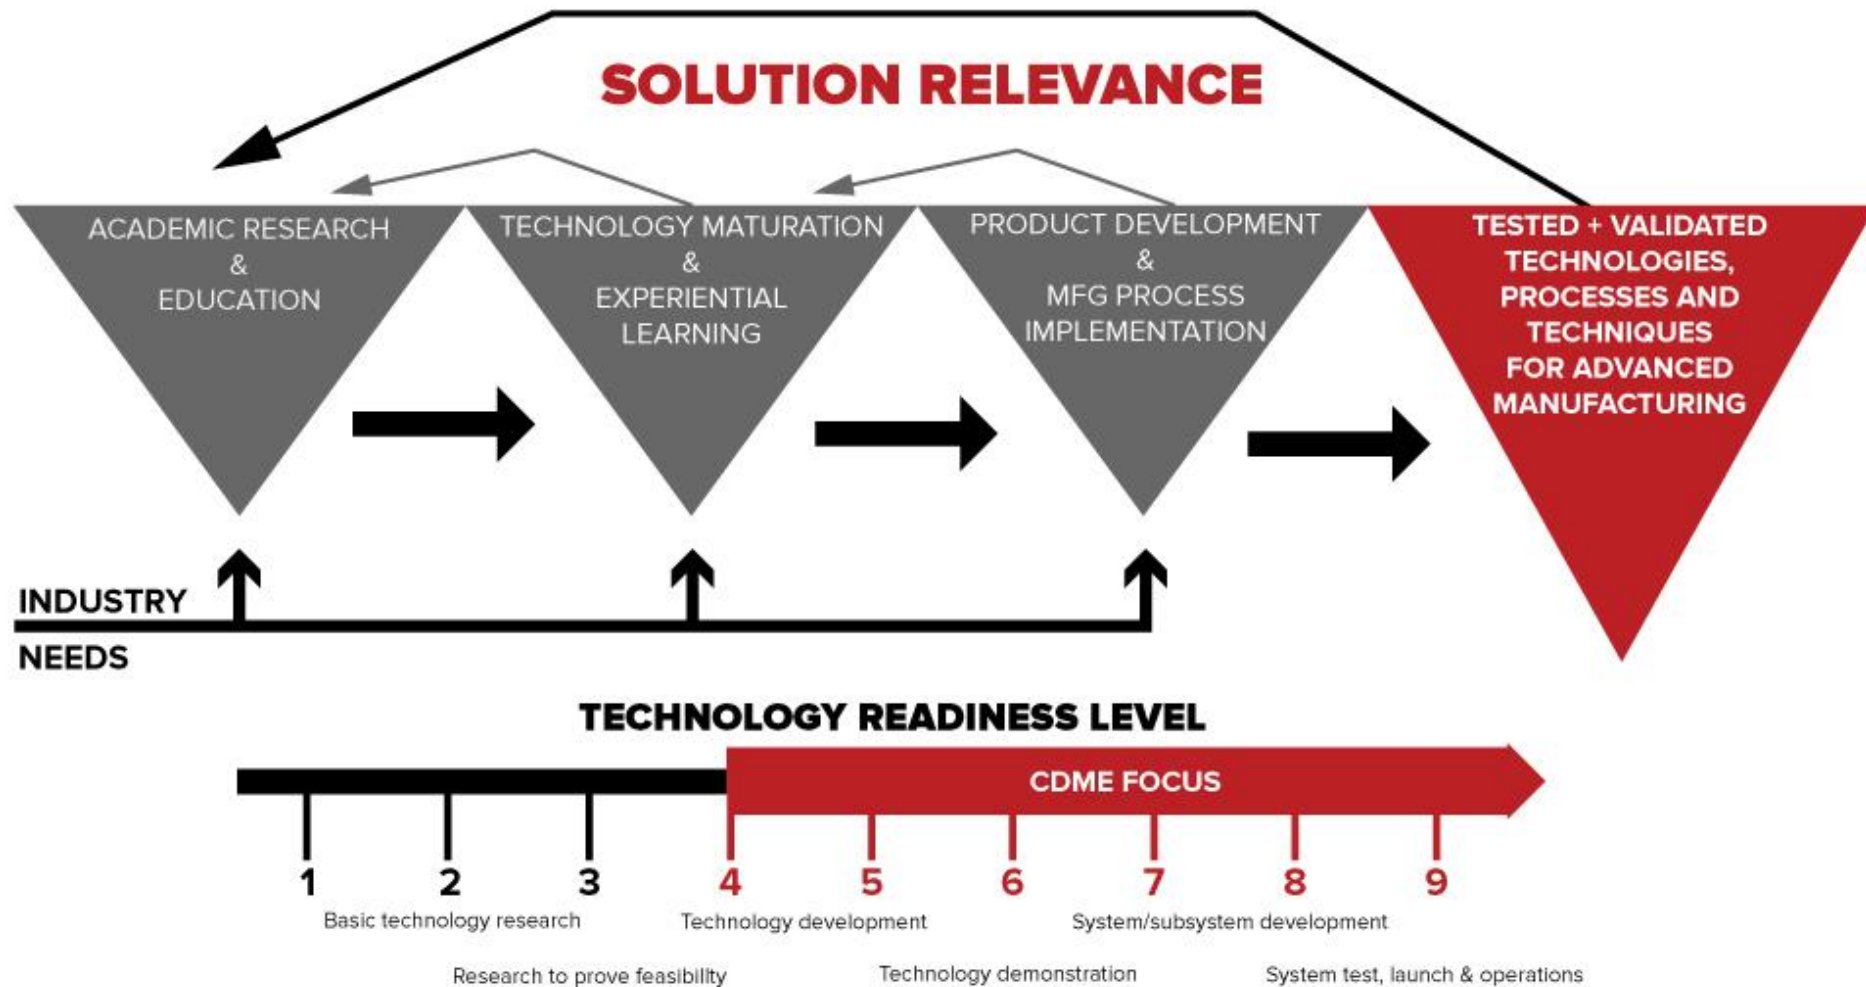 SOLUTION RELEVANCE
ACADEMIC RESEARCH
&
EDUCATION
TECHNOLOGY MATURATION
&
EXPERIENTIAL
LEARNING
PRODUCT DEVELOPMENT
&
MFG PROCESS
IMPLEMENTATION
TESTED + VALIDATED
TECHNOLOGIES,
PROCESSES AND
TECHNIQUES
FOR ADVANCED
MANUFACTURING
INDUSTRY
NEEDS
TECHNOLOGY READINESS LEVEL
CDME FOCUS
1 2 3 4 5 6 7 8 9
Basic technology research Technology development System/subsystem development
Research to prove feasibility Technology demonstration System test, launch & operations